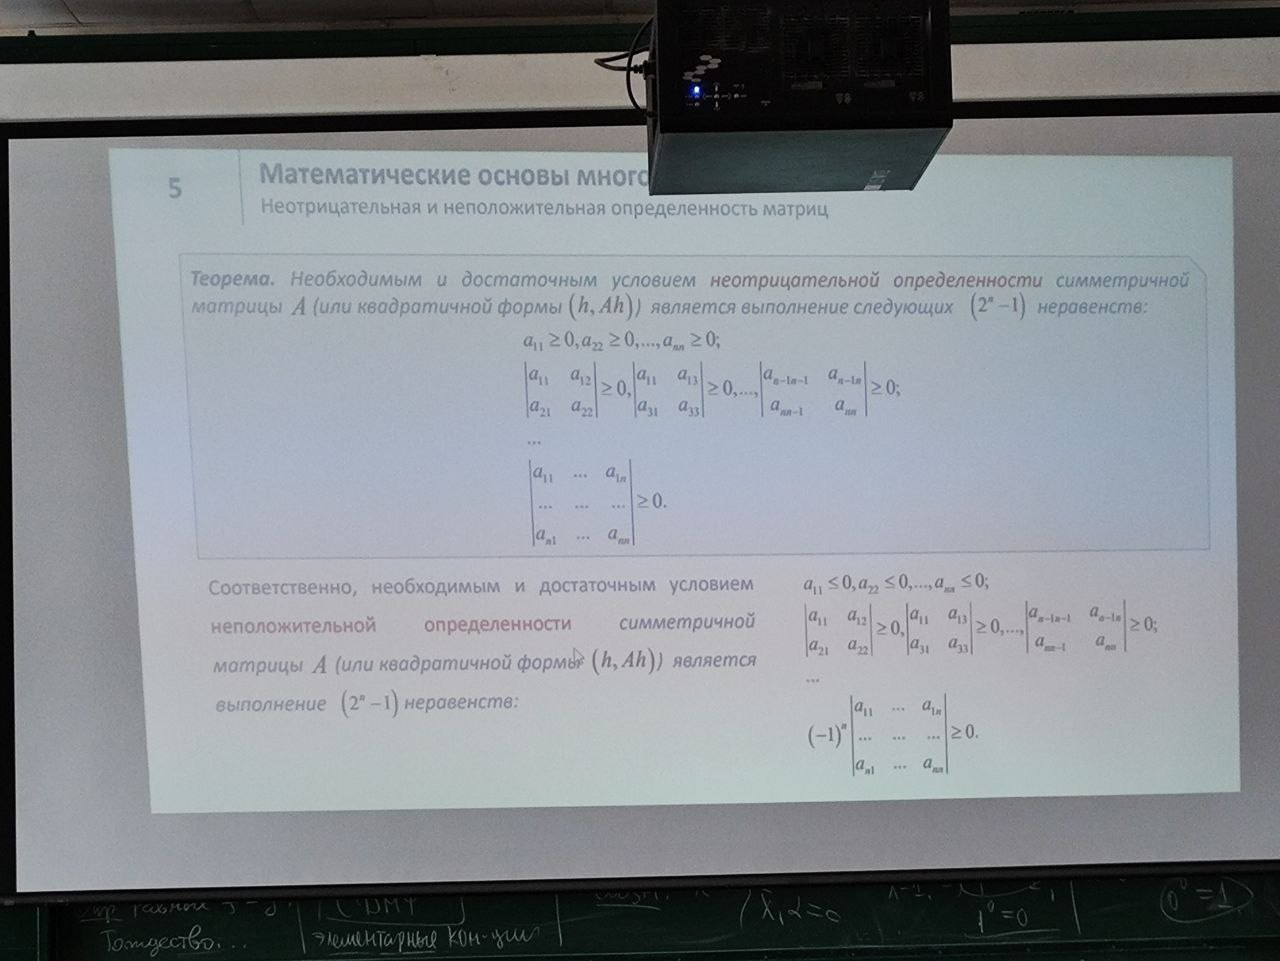 5
Математические основы
Неотрицательная и неположительная определенность матриц
Теорема. Необходимым и достаточным условием неотрицательной определенности симметричной
матрицы A (или квадратичной формы (h, Ah)) является выполнение следующих (2ⁿ −1) неравенств:
a₁₁ ≥ 0, a₂₂ ≥ 0, ..., aₙₙ ≥ 0;
|a₁₁ a₁₂| |a₁₁ a₁₃| |aₙ₋₁ₙ₋₁ aₙ₋₁ₙ|
≥ 0, ≥ 0, ..., ≥ 0;
|a₂₁ a₂₂| |a₃₁ a₃₃| |aₙₙ₋₁ aₙₙ|
...
|a₁₁ ... a₁ₙ|
|... ... ...| ≥ 0.
|aₙ₁ ... aₙₙ|
Соответственно, необходимым и достаточным условием
неположительной определенности симметричной
матрицы A (или квадратичной формы (h, Ah)) является
выполнение (2ⁿ −1) неравенств:
a₁₁ ≤ 0, a₂₂ ≤ 0, ..., aₙₙ ≤ 0;
|a₁₁ a₁₂| |a₁₁ a₁₃| |aₙ₋₁ₙ₋₁ aₙ₋₁ₙ|
≥ 0, ≥ 0, ..., ≥ 0;
|a₂₁ a₂₂| |a₃₁ a₃₃| |aₙₙ₋₁ aₙₙ|
...
|a₁₁ ... a₁ₙ|
(−1)ⁿ |... ... ...| ≥ 0.
|aₙ₁ ... aₙₙ|
Тождество...
элементарные кон-ции
1⁰=0
0⁰=1